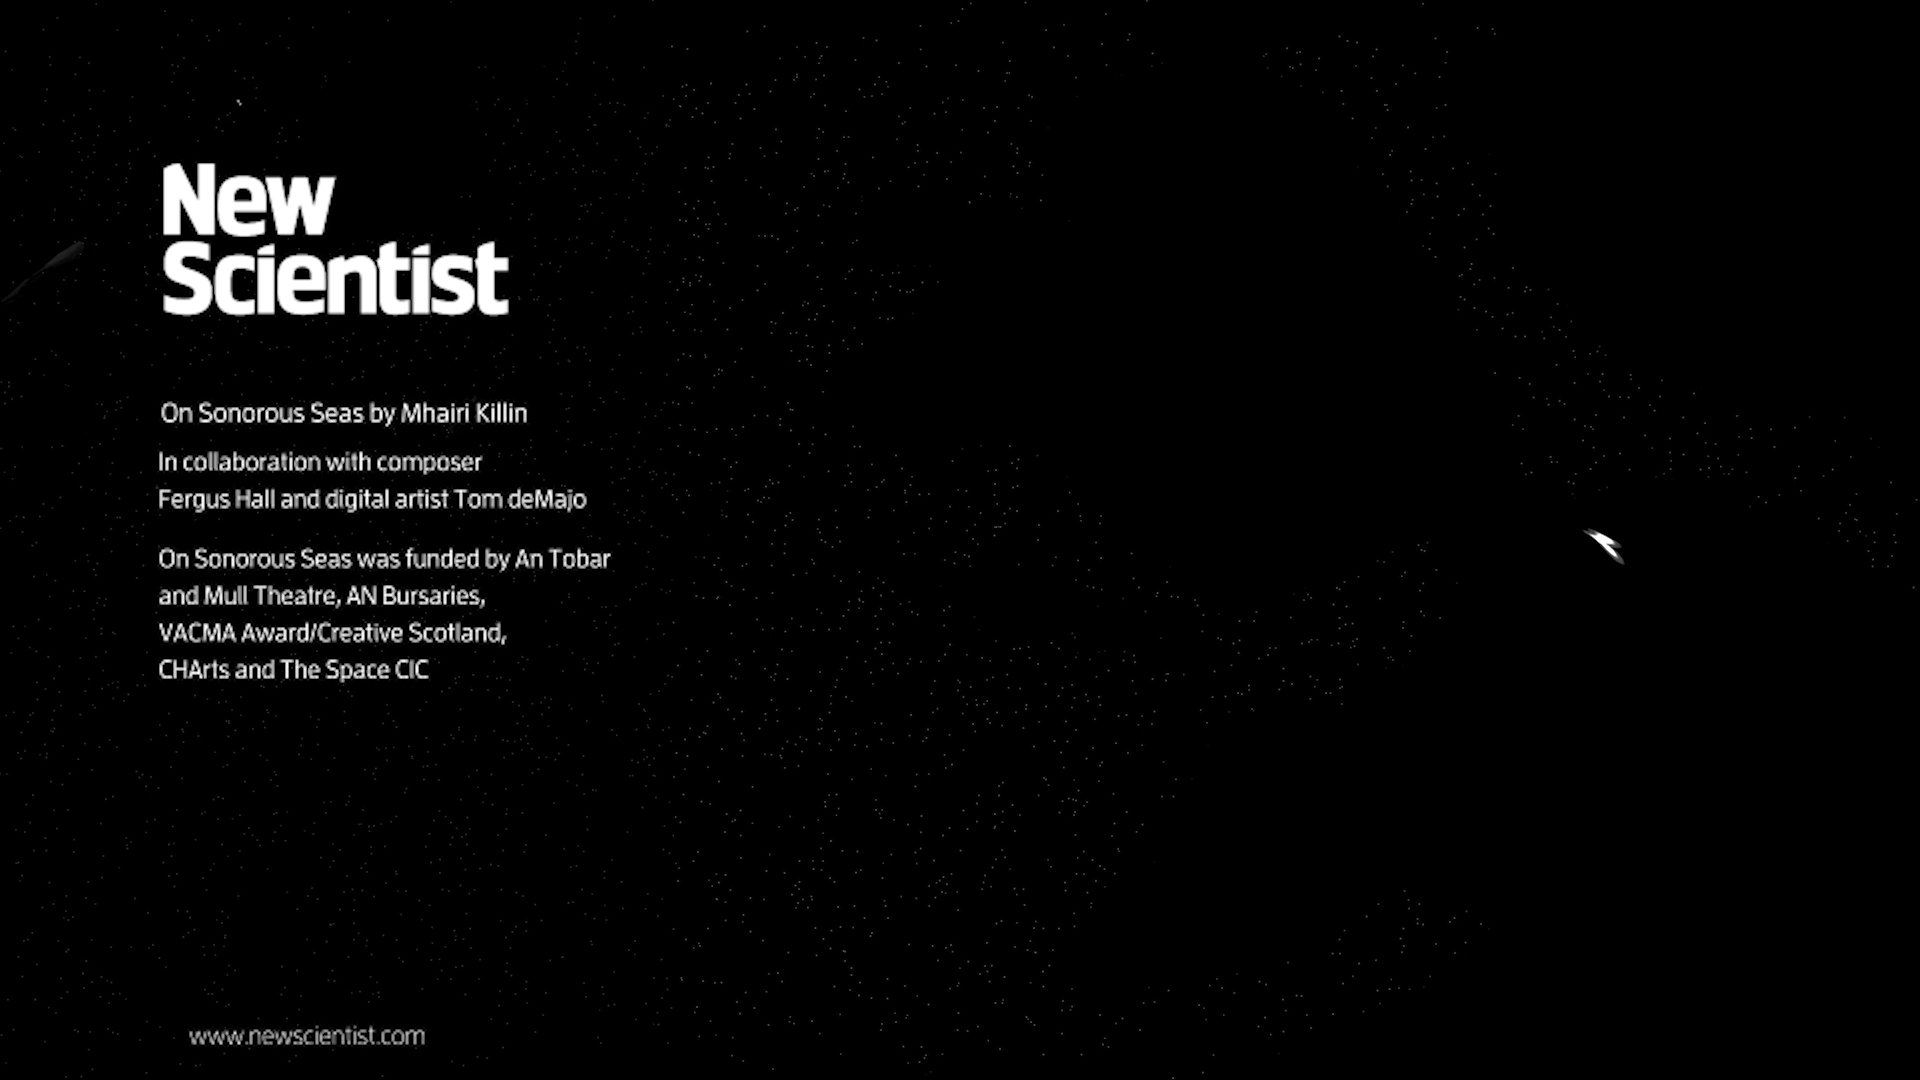 New
Scientist
On Sonorous Seas by Mhairi Killin
In collaboration with composer
Fergus Hall and digital artist Tom deMajo
On Sonorous Seas was funded by An Tobar
and Mull Theatre, AN Bursaries,
VACMA Award/Creative Scotland,
CHArts and The Space CIC
www.newscientist.com